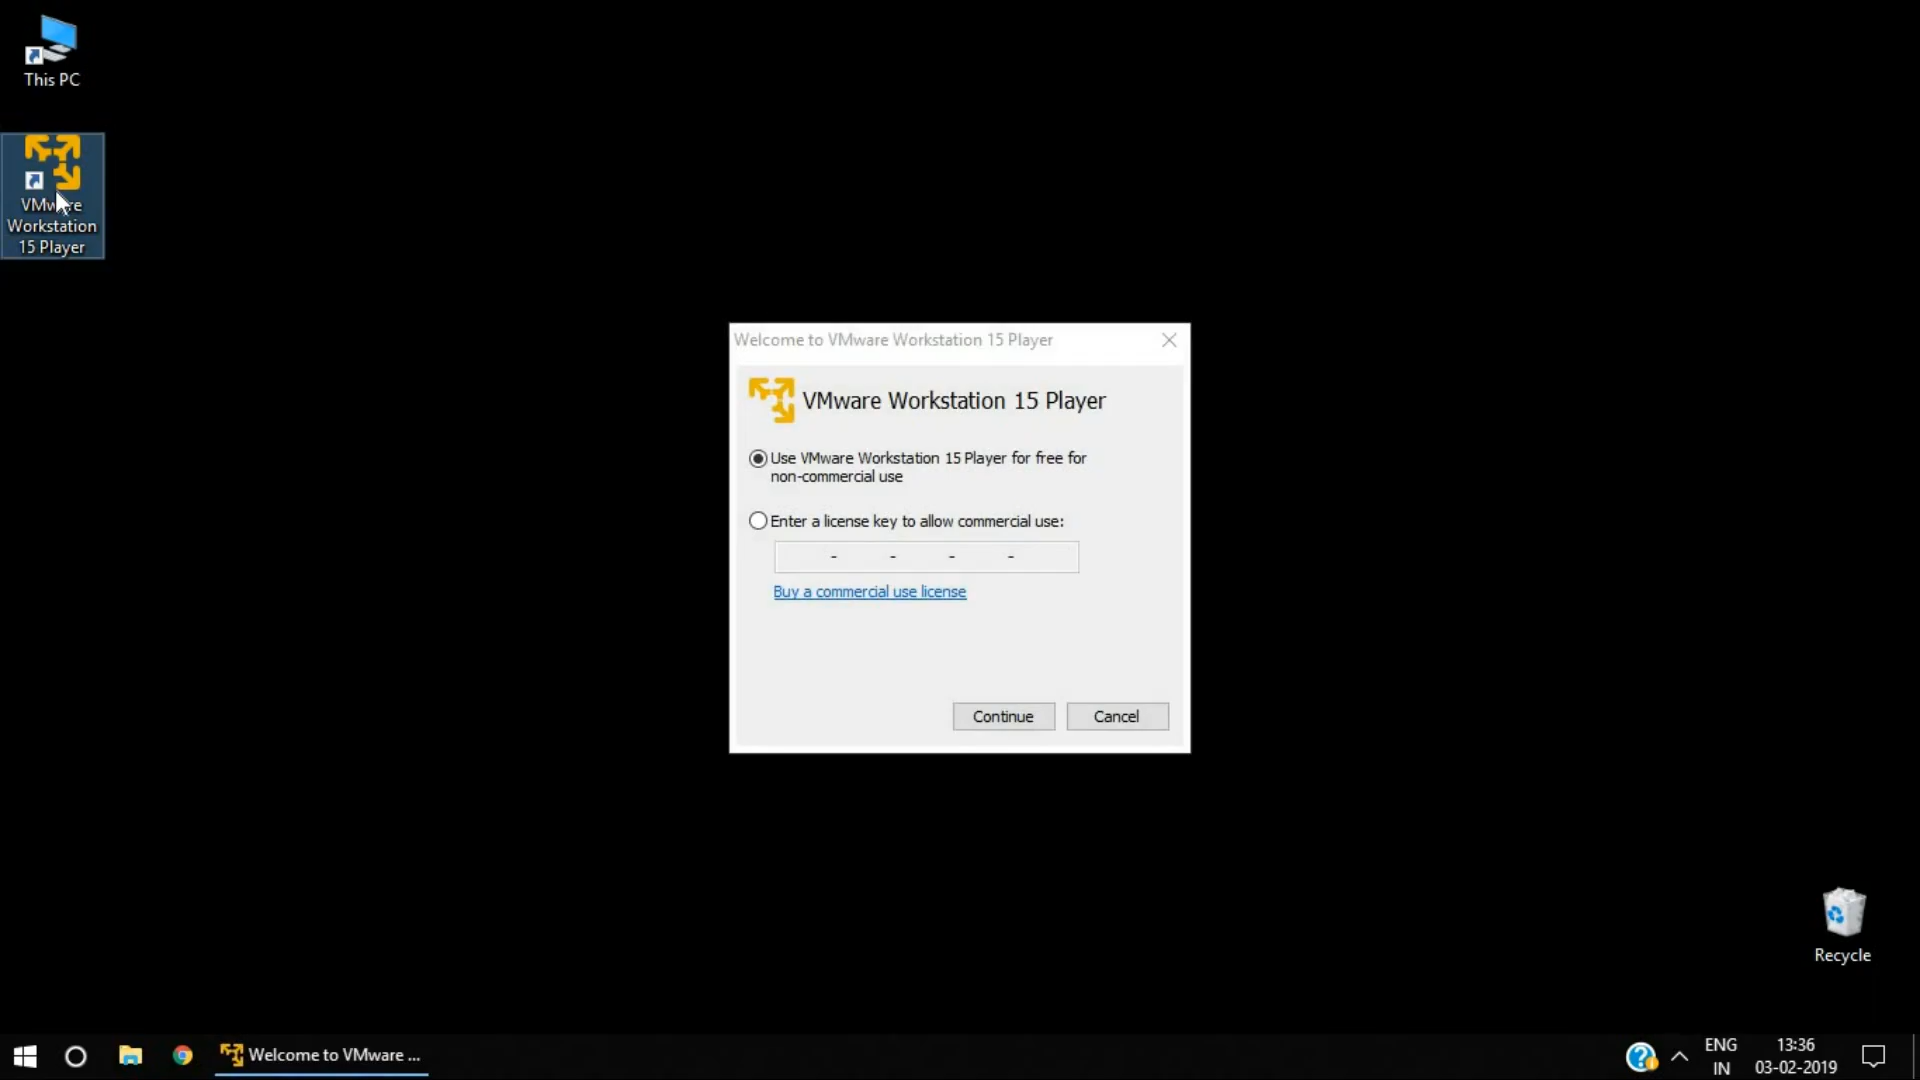 This PC
VMware
Workstation
15 Player
Welcome to VMware Workstation 15 Player
VMware Workstation 15 Player
Use VMware Workstation 15 Player for free for
non-commercial use
Enter a license key to allow commercial use:
- - - -
Buy a commercial use license
Continue
Cancel
Recycle
Welcome to VMware ...
ENG
IN
13:36
03-02-2019